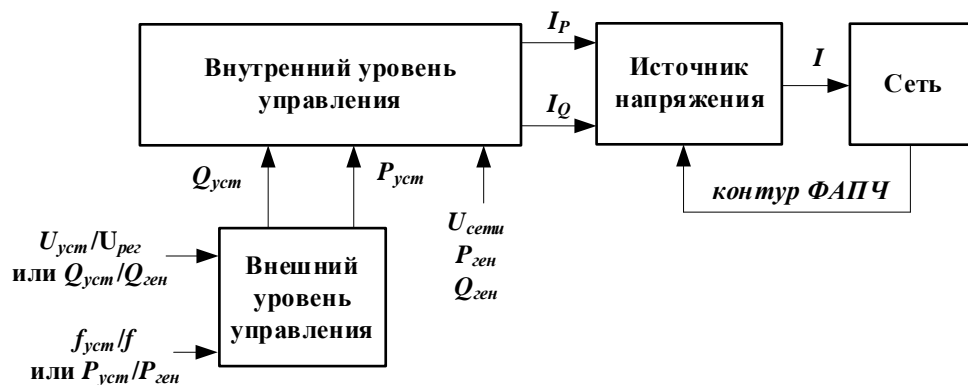 Внутренний уровень
управления
I_P
I_Q
Источник
напряжения
I
Сеть
контур ФАПЧ
Q_уст
P_уст
U_сети
P_ген
Q_ген
U_уст/U_рег
или Q_уст/Q_ген
f_уст/f
или P_уст/P_ген
Внешний
уровень
управления